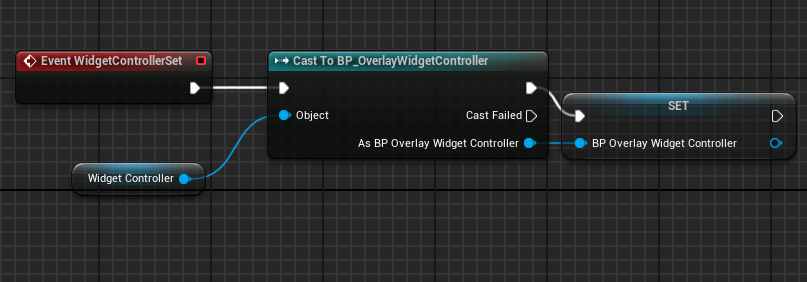 Event WidgetControllerSet
Cast To BP_OverlayWidgetController
SET
Object
Cast Failed
As BP Overlay Widget Controller
BP Overlay Widget Controller
Widget Controller